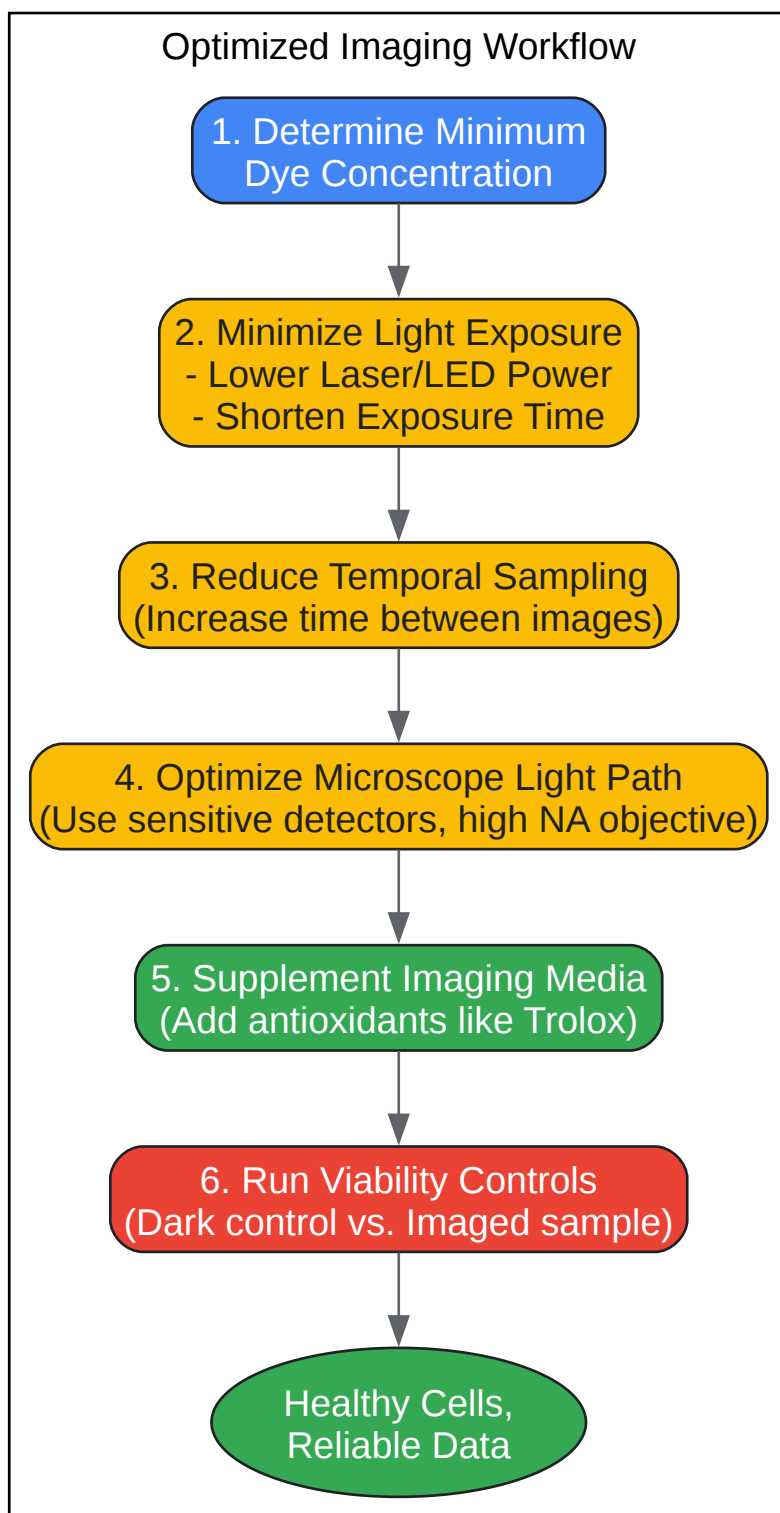 Optimized Imaging Workflow
1. Determine Minimum
Dye Concentration
2. Minimize Light Exposure
- Lower Laser/LED Power
- Shorten Exposure Time
3. Reduce Temporal Sampling
(Increase time between images)
4. Optimize Microscope Light Path
(Use sensitive detectors, high NA objective)
5. Supplement Imaging Media
(Add antioxidants like Trolox)
6. Run Viability Controls
(Dark control vs. Imaged sample)
Healthy Cells,
Reliable Data